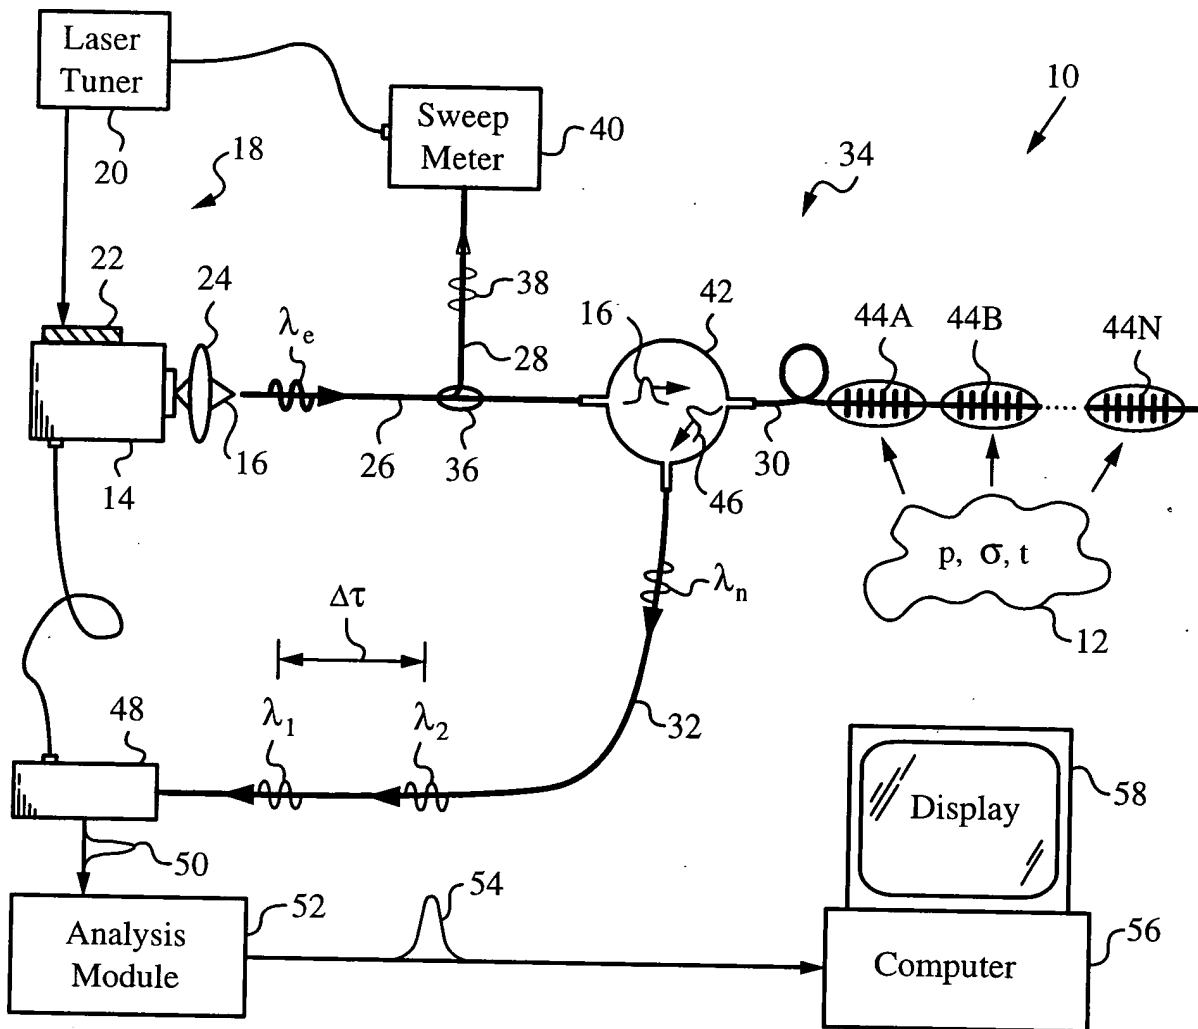 Laser
Tuner
20
18
Sweep
Meter
40
10
34
22
24
λe
38
28
16
42
44A
44B
44N
14
16
26
36
46
30
p, σ, t
12
λn
Δτ
λ1
λ2
32
48
50
Display
58
Analysis
Module
52
54
Computer
56